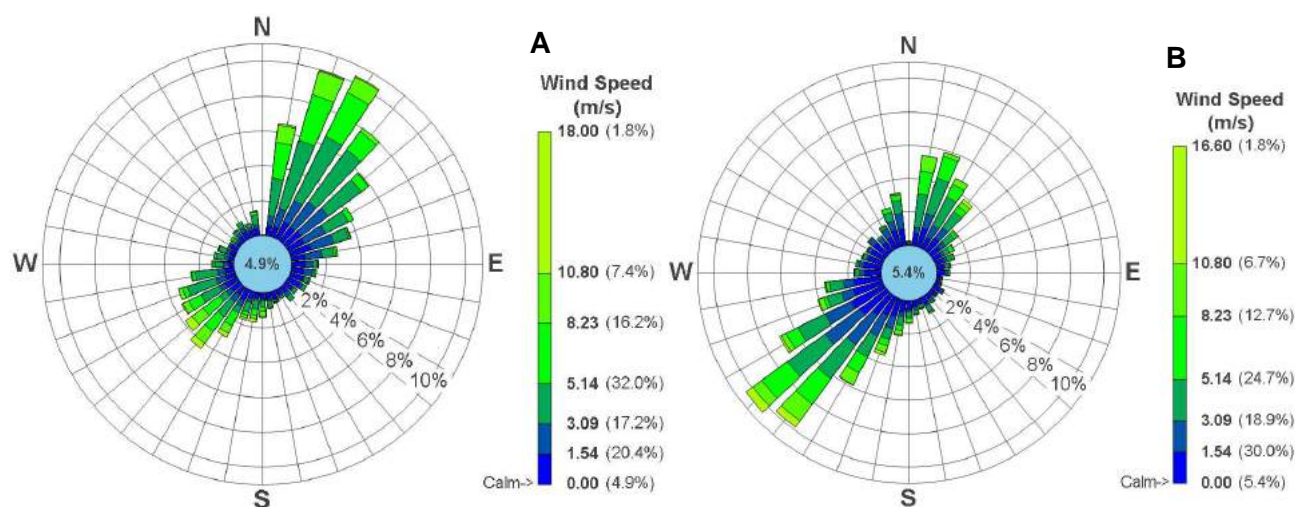 N
W
E
S
4.9%
2%
4%
6%
8%
10%
A
Wind Speed
(m/s)
18.00 (1.8%)
10.80 (7.4%)
8.23 (16.2%)
5.14 (32.0%)
3.09 (17.2%)
1.54 (20.4%)
Calm-> 0.00 (4.9%)
N
W
E
S
5.4%
2%
4%
6%
8%
10%
B
Wind Speed
(m/s)
16.60 (1.8%)
10.80 (6.7%)
8.23 (12.7%)
5.14 (24.7%)
3.09 (18.9%)
1.54 (30.0%)
Calm-> 0.00 (5.4%)